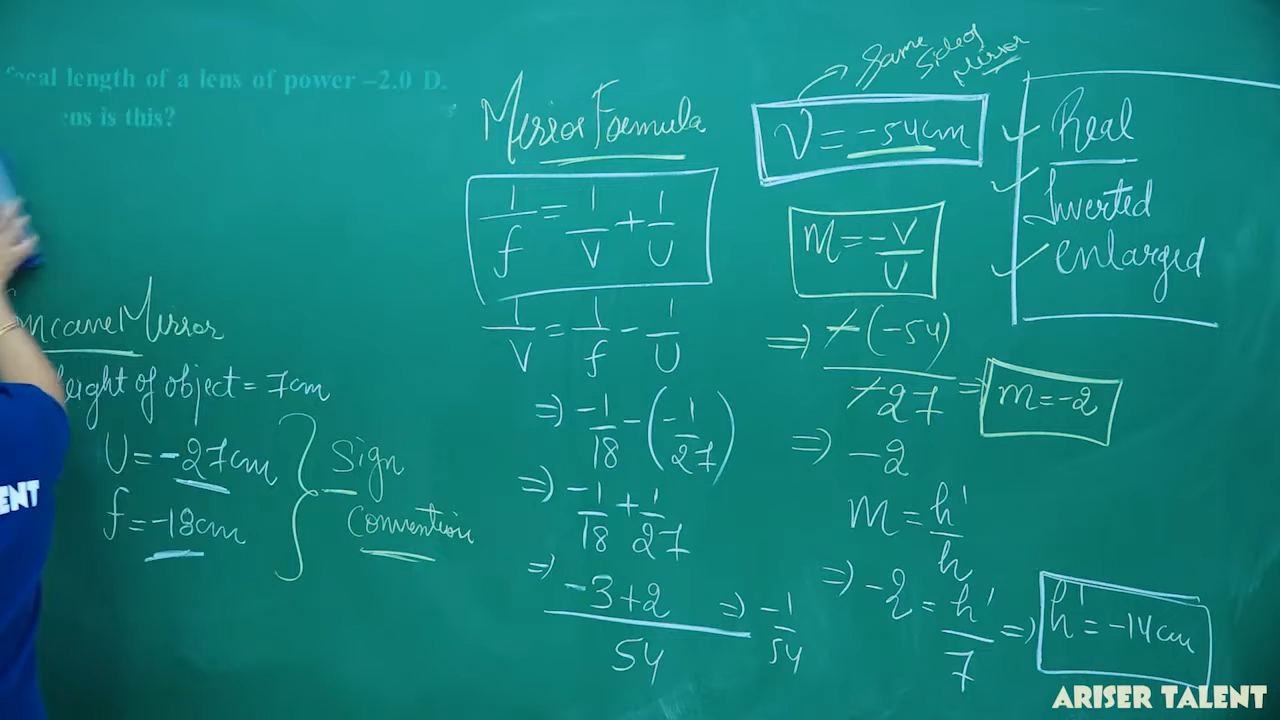 focal length of a lens of power –2.0 D.
ens is this?
Mirror
height of object = 7cm
U = -27cm
f = -18cm
Sign
Convention
Mirror Formula
1/f = 1/V + 1/U
1/V = 1/f - 1/U
⇒ -1/18 - (-1/27)
⇒ -1/18 + 1/27
⇒ -3+2/54 ⇒ -1/54
Same
side of
Mirror
V = -54cm
m = -V/U
⇒ -(-54)/-27 ⇒ m = -2
⇒ -2
m = h'/h
⇒ -2 = h'/7 ⇒ h' = -14cm
✓ Real
✓ Inverted
✓ enlarged
ENT
ARISER TALENT